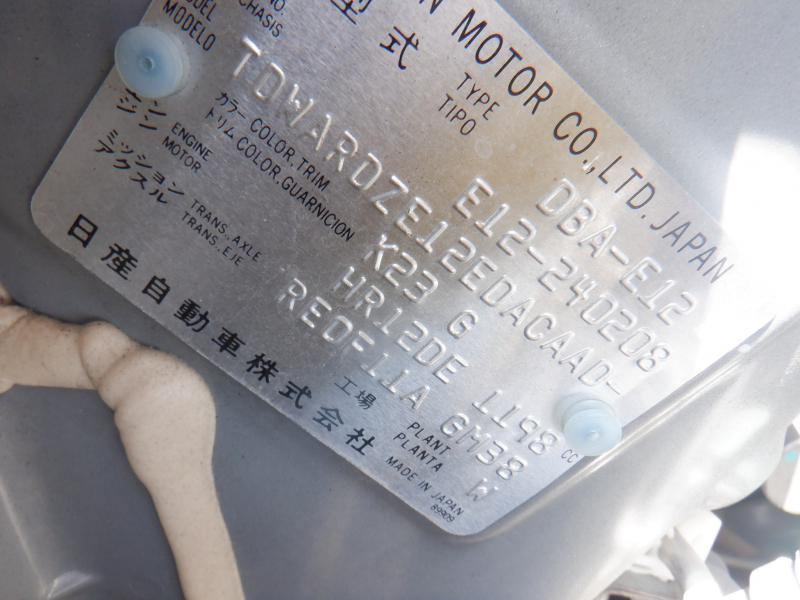 N MOTOR CO., LTD. JAPAN
型式 TYPE TIPO DBA-E12
NO. CHASIS E12-240208
MODEL MODELO TDWARDZE12EDACAAD-
カラー COLOR, TRIM
トリム COLOR, GUARNICION K23 G
エンジン ENGINE MOTOR HR12DE 1198 CC
ミッション TRANS., AXLE
アクスル TRANS., EJE REOF11A GM38
工場 PLANT PLANTA W
日産自動車株式会社 MADE IN JAPAN
89909